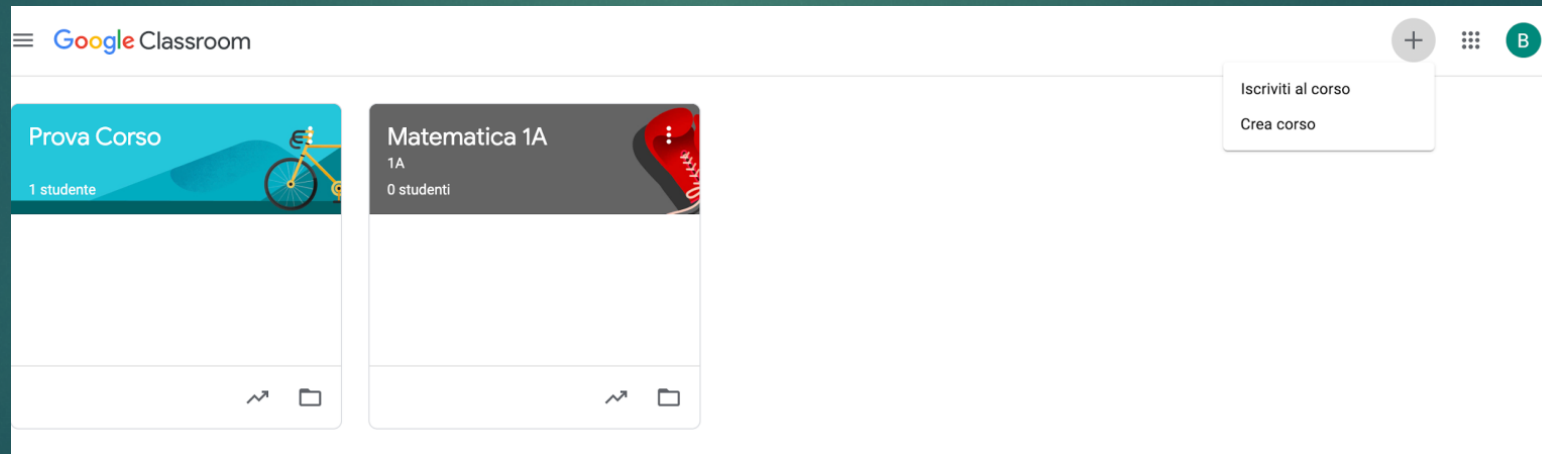 Google Classroom
B
Iscriviti al corso
Crea corso
Prova Corso
1 studente
Matematica 1A
1A
0 studenti